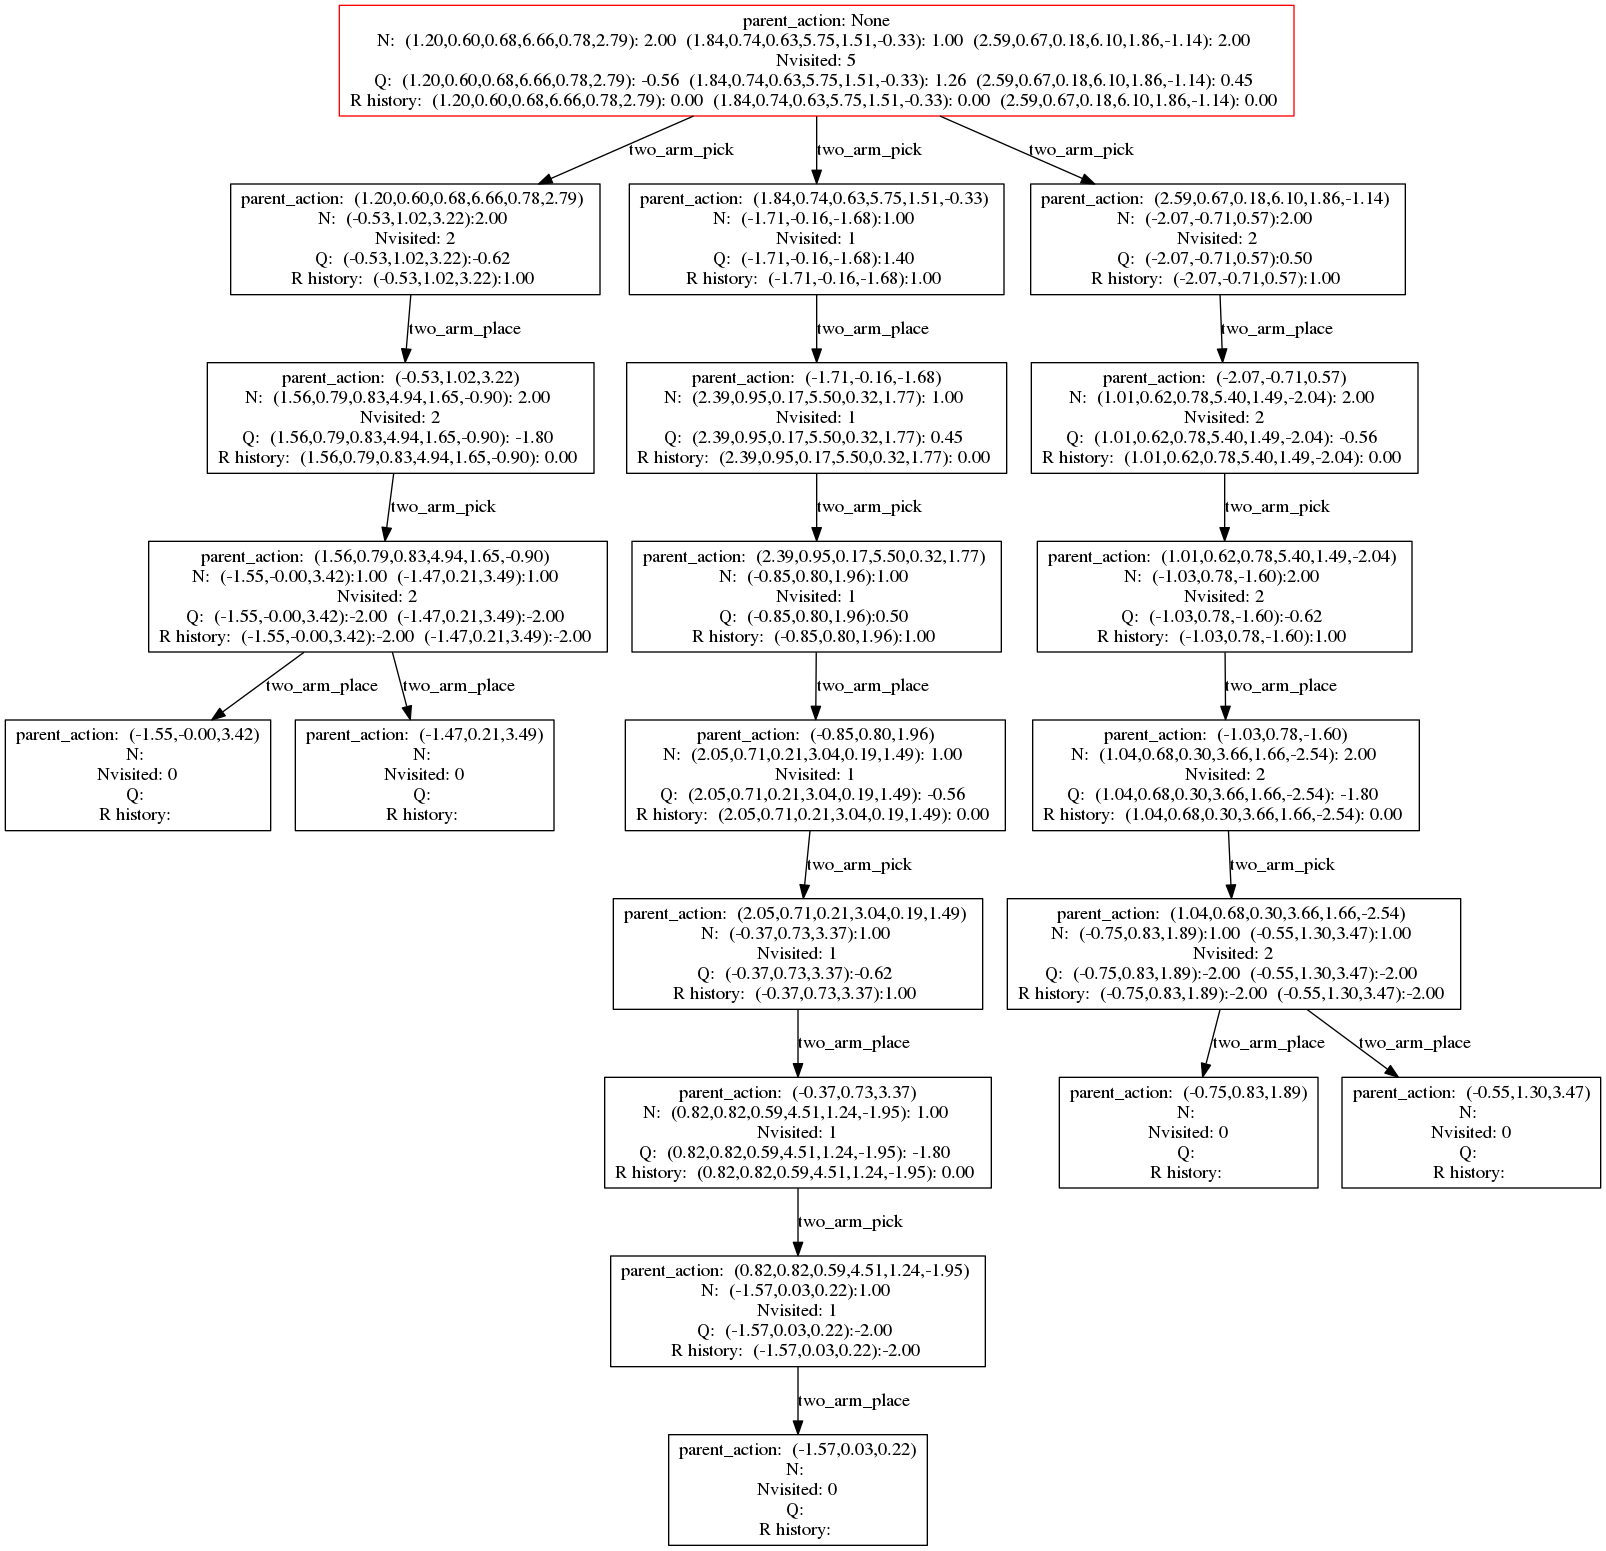 parent_action: None
N: (1.20,0.60,0.68,6.66,0.78,2.79): 2.00 (1.84,0.74,0.63,5.75,1.51,-0.33): 1.00 (2.59,0.67,0.18,6.10,1.86,-1.14): 2.00
Nvisited: 5
Q: (1.20,0.60,0.68,6.66,0.78,2.79): -0.56 (1.84,0.74,0.63,5.75,1.51,-0.33): 1.26 (2.59,0.67,0.18,6.10,1.86,-1.14): 0.45
R history: (1.20,0.60,0.68,6.66,0.78,2.79): 0.00 (1.84,0.74,0.63,5.75,1.51,-0.33): 0.00 (2.59,0.67,0.18,6.10,1.86,-1.14): 0.00
two_arm_pick
two_arm_pick
two_arm_pick
parent_action: (1.20,0.60,0.68,6.66,0.78,2.79)
N: (-0.53,1.02,3.22):2.00
Nvisited: 2
Q: (-0.53,1.02,3.22):-0.62
R history: (-0.53,1.02,3.22):1.00
parent_action: (1.84,0.74,0.63,5.75,1.51,-0.33)
N: (-1.71,-0.16,-1.68):1.00
Nvisited: 1
Q: (-1.71,-0.16,-1.68):1.40
R history: (-1.71,-0.16,-1.68):1.00
parent_action: (2.59,0.67,0.18,6.10,1.86,-1.14)
N: (-2.07,-0.71,0.57):2.00
Nvisited: 2
Q: (-2.07,-0.71,0.57):0.50
R history: (-2.07,-0.71,0.57):1.00
two_arm_place
two_arm_place
two_arm_place
parent_action: (-0.53,1.02,3.22)
N: (1.56,0.79,0.83,4.94,1.65,-0.90): 2.00
Nvisited: 2
Q: (1.56,0.79,0.83,4.94,1.65,-0.90): -1.80
R history: (1.56,0.79,0.83,4.94,1.65,-0.90): 0.00
parent_action: (-1.71,-0.16,-1.68)
N: (2.39,0.95,0.17,5.50,0.32,1.77): 1.00
Nvisited: 1
Q: (2.39,0.95,0.17,5.50,0.32,1.77): 0.45
R history: (2.39,0.95,0.17,5.50,0.32,1.77): 0.00
parent_action: (-2.07,-0.71,0.57)
N: (1.01,0.62,0.78,5.40,1.49,-2.04): 2.00
Nvisited: 2
Q: (1.01,0.62,0.78,5.40,1.49,-2.04): -0.56
R history: (1.01,0.62,0.78,5.40,1.49,-2.04): 0.00
two_arm_pick
two_arm_pick
two_arm_pick
parent_action: (1.56,0.79,0.83,4.94,1.65,-0.90)
N: (-1.55,-0.00,3.42):1.00 (-1.47,0.21,3.49):1.00
Nvisited: 2
Q: (-1.55,-0.00,3.42):-2.00 (-1.47,0.21,3.49):-2.00
R history: (-1.55,-0.00,3.42):-2.00 (-1.47,0.21,3.49):-2.00
parent_action: (2.39,0.95,0.17,5.50,0.32,1.77)
N: (-0.85,0.80,1.96):1.00
Nvisited: 1
Q: (-0.85,0.80,1.96):0.50
R history: (-0.85,0.80,1.96):1.00
parent_action: (1.01,0.62,0.78,5.40,1.49,-2.04)
N: (-1.03,0.78,-1.60):2.00
Nvisited: 2
Q: (-1.03,0.78,-1.60):-0.62
R history: (-1.03,0.78,-1.60):1.00
two_arm_place
two_arm_place
two_arm_place
two_arm_place
parent_action: (-1.55,-0.00,3.42)
N:
Nvisited: 0
Q:
R history:
parent_action: (-1.47,0.21,3.49)
N:
Nvisited: 0
Q:
R history:
parent_action: (-0.85,0.80,1.96)
N: (2.05,0.71,0.21,3.04,0.19,1.49): 1.00
Nvisited: 1
Q: (2.05,0.71,0.21,3.04,0.19,1.49): -0.56
R history: (2.05,0.71,0.21,3.04,0.19,1.49): 0.00
parent_action: (-1.03,0.78,-1.60)
N: (1.04,0.68,0.30,3.66,1.66,-2.54): 2.00
Nvisited: 2
Q: (1.04,0.68,0.30,3.66,1.66,-2.54): -1.80
R history: (1.04,0.68,0.30,3.66,1.66,-2.54): 0.00
two_arm_pick
two_arm_pick
parent_action: (2.05,0.71,0.21,3.04,0.19,1.49)
N: (-0.37,0.73,3.37):1.00
Nvisited: 1
Q: (-0.37,0.73,3.37):-0.62
R history: (-0.37,0.73,3.37):1.00
parent_action: (1.04,0.68,0.30,3.66,1.66,-2.54)
N: (-0.75,0.83,1.89):1.00 (-0.55,1.30,3.47):1.00
Nvisited: 2
Q: (-0.75,0.83,1.89):-2.00 (-0.55,1.30,3.47):-2.00
R history: (-0.75,0.83,1.89):-2.00 (-0.55,1.30,3.47):-2.00
two_arm_place
two_arm_place
two_arm_place
parent_action: (-0.37,0.73,3.37)
N: (0.82,0.82,0.59,4.51,1.24,-1.95): 1.00
Nvisited: 1
Q: (0.82,0.82,0.59,4.51,1.24,-1.95): -1.80
R history: (0.82,0.82,0.59,4.51,1.24,-1.95): 0.00
parent_action: (-0.75,0.83,1.89)
N:
Nvisited: 0
Q:
R history:
parent_action: (-0.55,1.30,3.47)
N:
Nvisited: 0
Q:
R history:
two_arm_pick
parent_action: (0.82,0.82,0.59,4.51,1.24,-1.95)
N: (-1.57,0.03,0.22):1.00
Nvisited: 1
Q: (-1.57,0.03,0.22):-2.00
R history: (-1.57,0.03,0.22):-2.00
two_arm_place
parent_action: (-1.57,0.03,0.22)
N:
Nvisited: 0
Q:
R history: